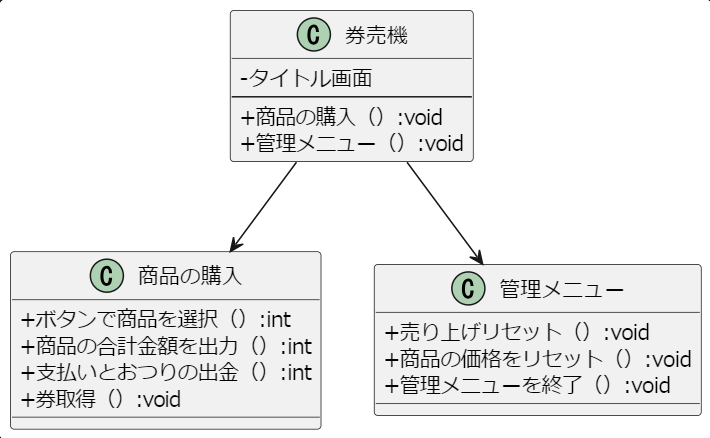 C 券売機
-タイトル画面
+商品の購入（）:void
+管理メニュー（）:void
C 商品の購入
+ボタンで商品を選択（）:int
+商品の合計金額を出力（）:int
+支払いとおつりの出金（）:int
+券取得（）:void
C 管理メニュー
+売り上げリセット（）:void
+商品の価格をリセット（）:void
+管理メニューを終了（）:void